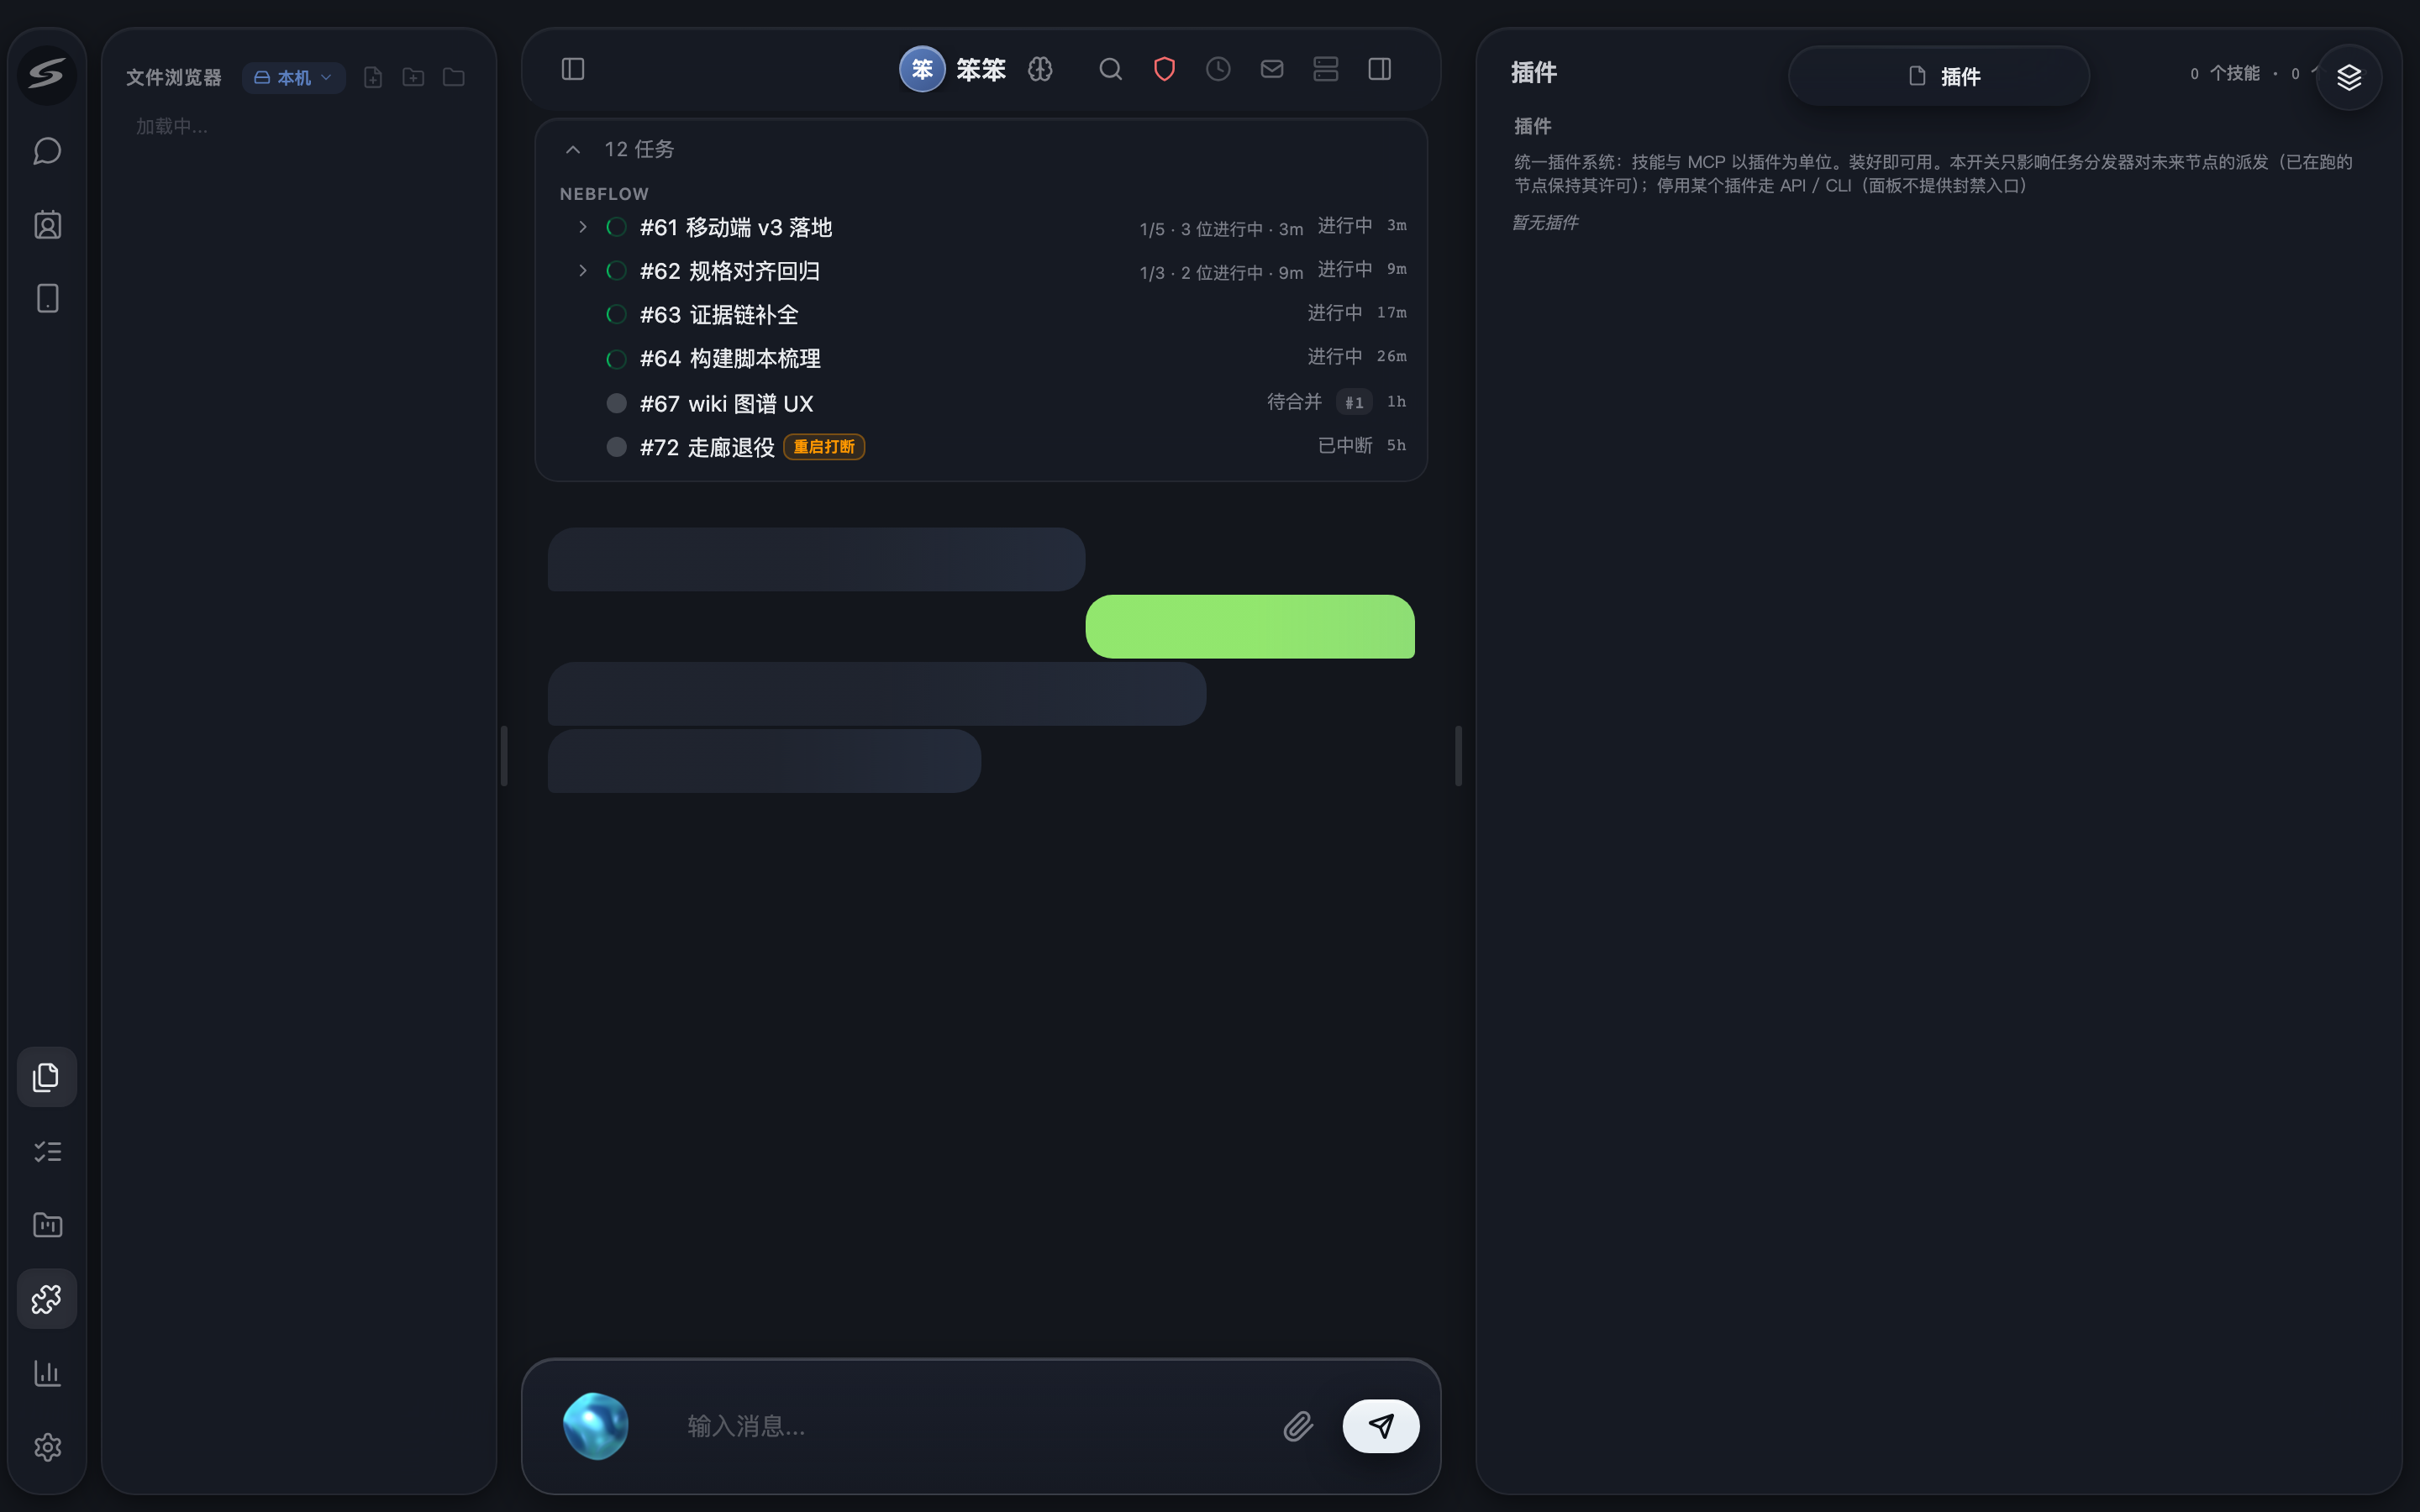 文件浏览器 本机
加载中...
笨 笨笨
12 任务
NEBFLOW
#61 移动端 v3 落地 1/5 · 3 位进行中 · 3m 进行中 3m
#62 规格对齐回归 1/3 · 2 位进行中 · 9m 进行中 9m
#63 证据链补全 进行中 17m
#64 构建脚本梳理 进行中 26m
#67 wiki 图谱 UX 待合并 #1 1h
#72 走廊退役 重启打断 已中断 5h
输入消息...
插件 插件 0 个技能 · 0
插件
统一插件系统：技能与 MCP 以插件为单位。装好即可用。本开关只影响任务分发器对未来节点的派发（已在跑的
节点保持其许可）；停用某个插件走 API / CLI（面板不提供封禁入口）
暂无插件